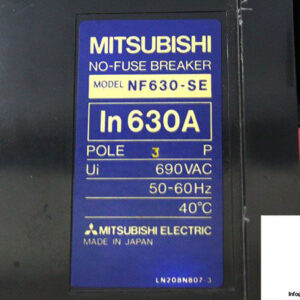 MITSUBISHI
NO-FUSE BREAKER
MODEL NF630-SE
In 630A
POLE 3 P
Ui 690VAC
50-60Hz
40°C
MITSUBISHI ELECTRIC
MADE IN JAPAN
LN208N807-3